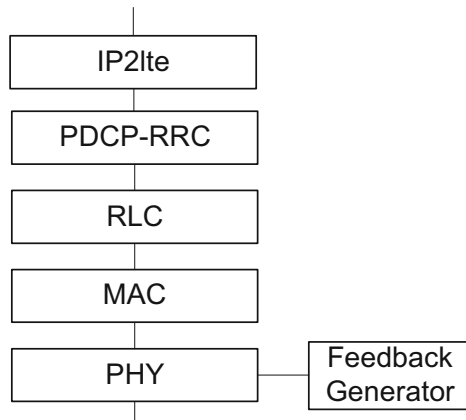 IP2lte
PDCP-RRC
RLC
MAC
PHY
Feedback
Generator